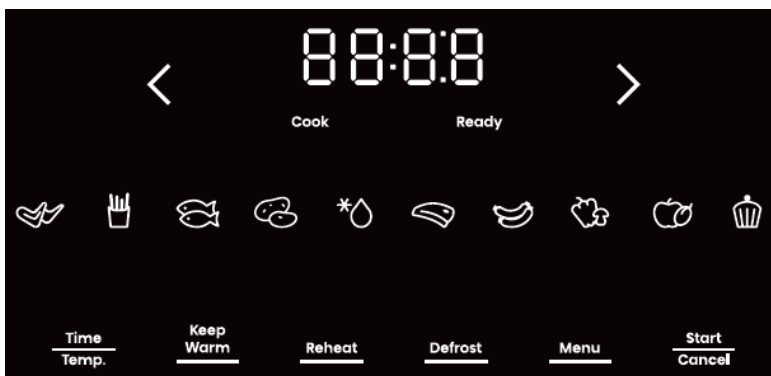 88:88
Cook Ready
Time
Temp.
Keep
Warm
Reheat
Defrost
Menu
Start
Cancel